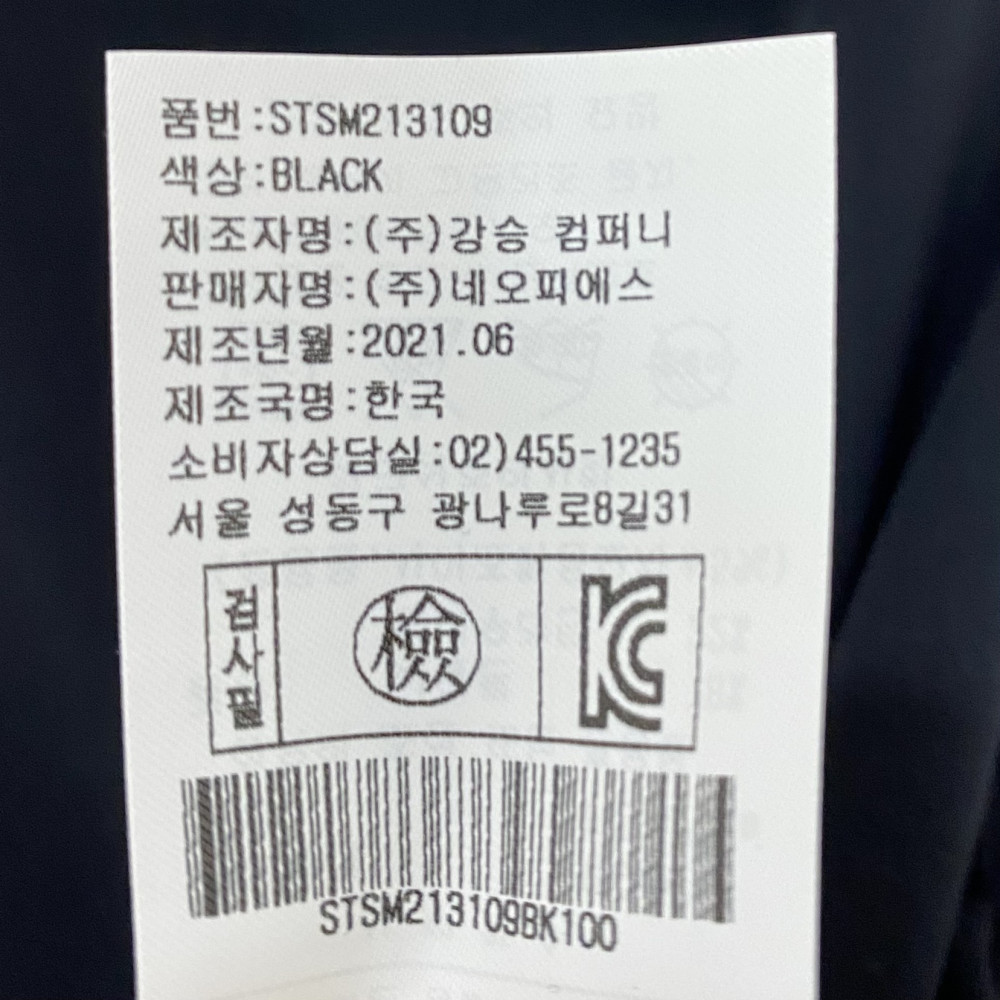 품번:STSM213109
색상:BLACK
제조자명:(주)강승 컴퍼니
판매자명:(주)네오피에스
제조년월:2021.06
제조국명:한국
소비자상담실:02)455-1235
서울 성동구 광나루로8길31
검사필
檢
KC
STSM213109BK100